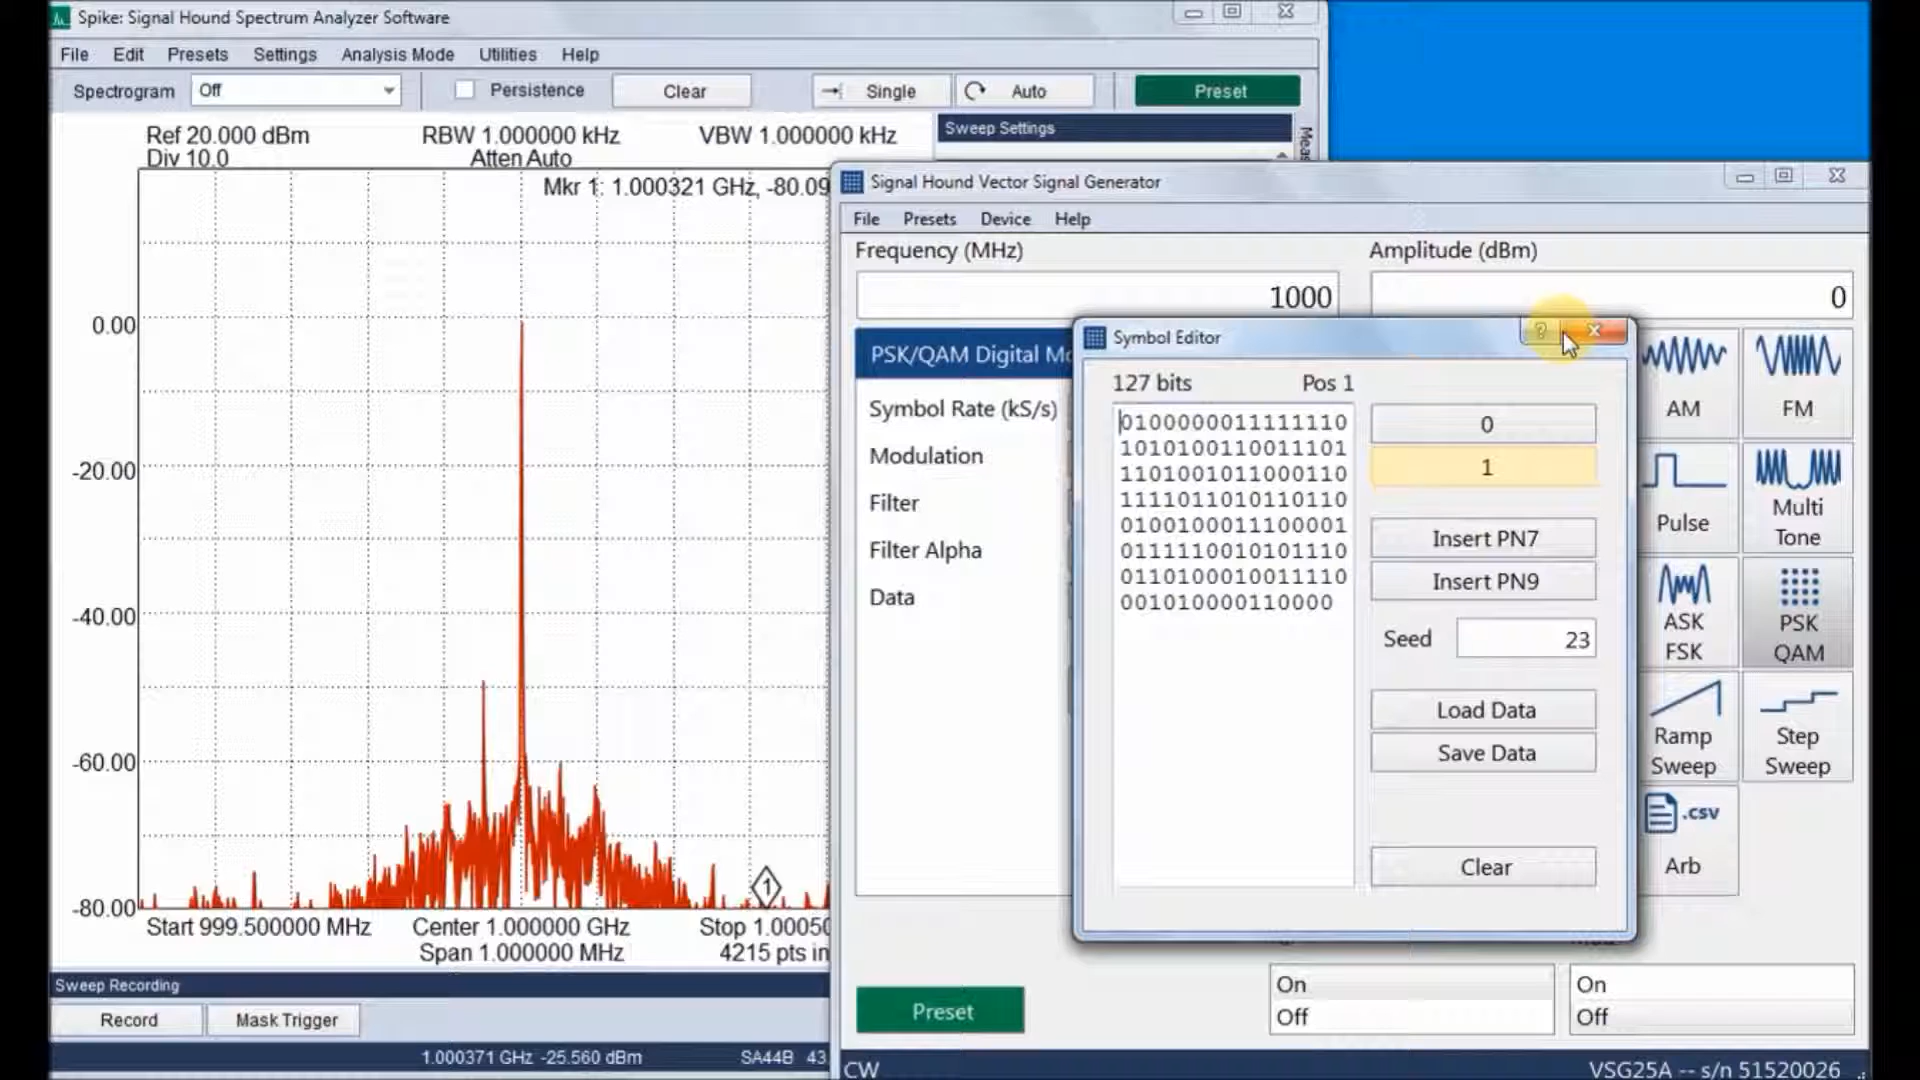 Spike: Signal Hound Spectrum Analyzer Software
File Edit Presets Settings Analysis Mode Utilities Help
Spectrogram Off Persistence Clear Single Auto Preset
Ref 20.000 dBm RBW 1.000000 kHz VBW 1.000000 kHz
Div 10.0 Atten Auto
Sweep Settings
Mkr 1: 1.000321 GHz, -80.09
0.00
-20.00
-40.00
-60.00
-80.00
1
Start 999.500000 MHz Center 1.000000 GHz Stop 1.00050
Span 1.000000 MHz 4215 pts in
Sweep Recording
Record Mask Trigger
1.000371 GHz -25.560 dBm SA44B 43.
Signal Hound Vector Signal Generator
File Presets Device Help
Frequency (MHz) Amplitude (dBm)
1000 0
PSK/QAM Digital Mo
Symbol Rate (kS/s)
Modulation
Filter
Filter Alpha
Data
Symbol Editor ?
127 bits Pos 1
0100000011111110
1010100110011101
1101001011000110
1111011010110110
0100100011100001
0111110010101110
0110100010011110
001010000110000
0
1
Insert PN7
Insert PN9
Seed 23
Load Data
Save Data
Clear
AM FM
Pulse Multi Tone
ASK FSK PSK QAM
Ramp Sweep Step Sweep
.csv
Arb
Preset
On On
Off Off
CW VSG25A -- s/n 51520026